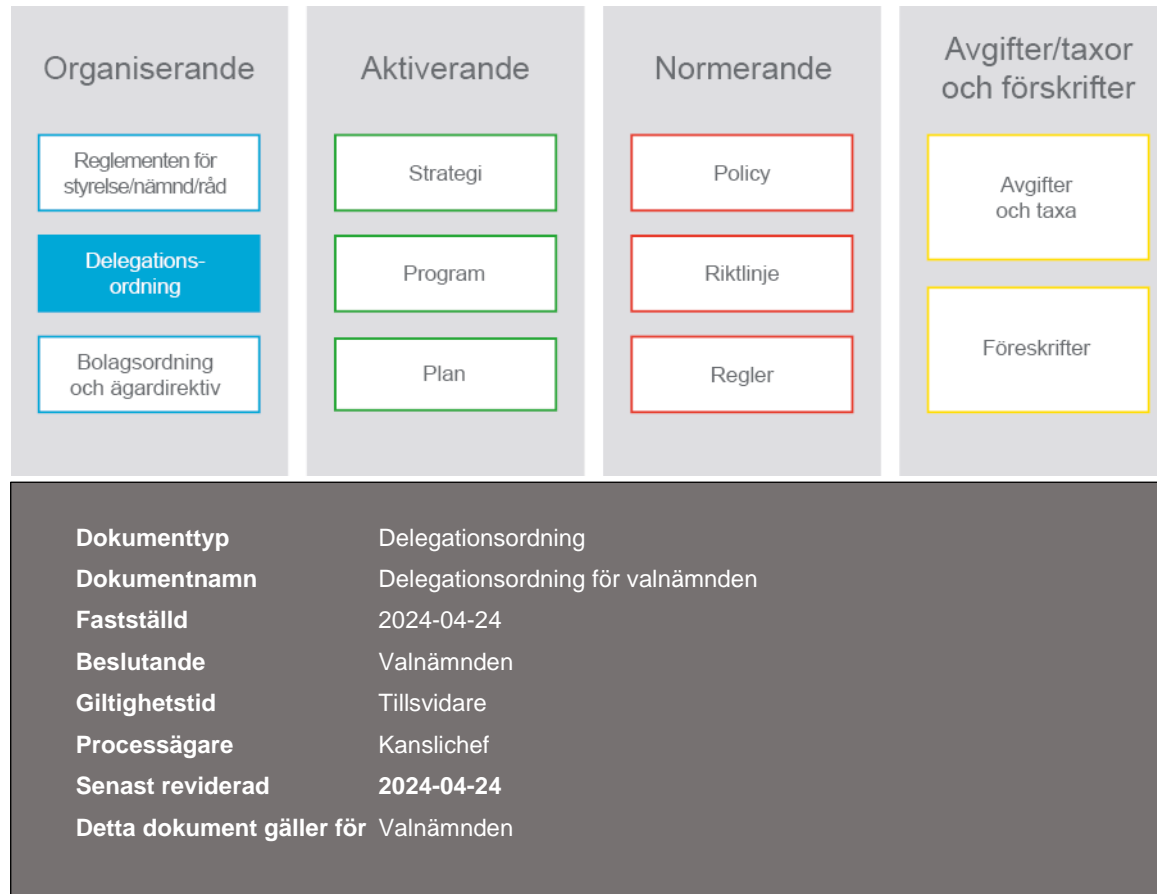 Organiserande
Reglementen för
styrelse/nämnd/råd
Delegations-
ordning
Bolagsordning
och ägardirektiv
Aktiverande
Strategi
Program
Plan
Normerande
Policy
Riktlinje
Regler
Avgifter/taxor
och förskrifter
Avgifter
och taxa
Föreskrifter
Dokumenttyp Delegationsordning
Dokumentnamn Delegationsordning för valnämnden
Fastställd 2024-04-24
Beslutande Valnämnden
Giltighetstid Tillsvidare
Processägare Kanslichef
Senast reviderad 2024-04-24
Detta dokument gäller för Valnämnden